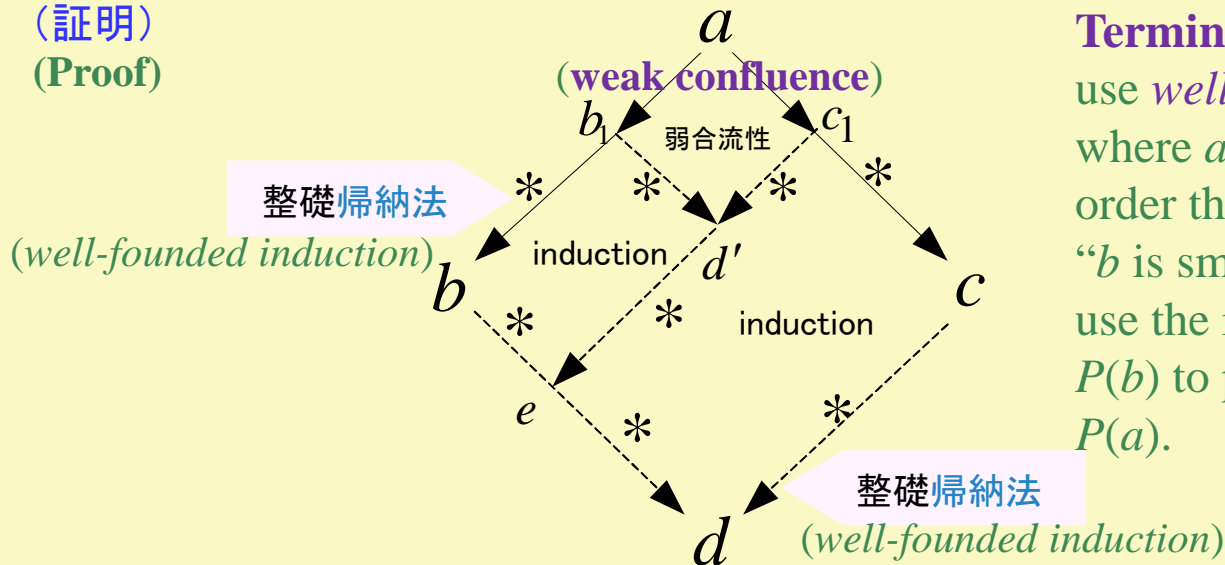 (証明)
(Proof)
a
(weak confluence)
b₁
c₁
弱合流性
*
*
*
*
整礎帰納法
(well-founded induction)
induction
d′
b
c
*
*
induction
e
*
*
整礎帰納法
d
(well-founded induction)
Termin
use well
where a
order th
“b is sm
use the
P(b) to
P(a).